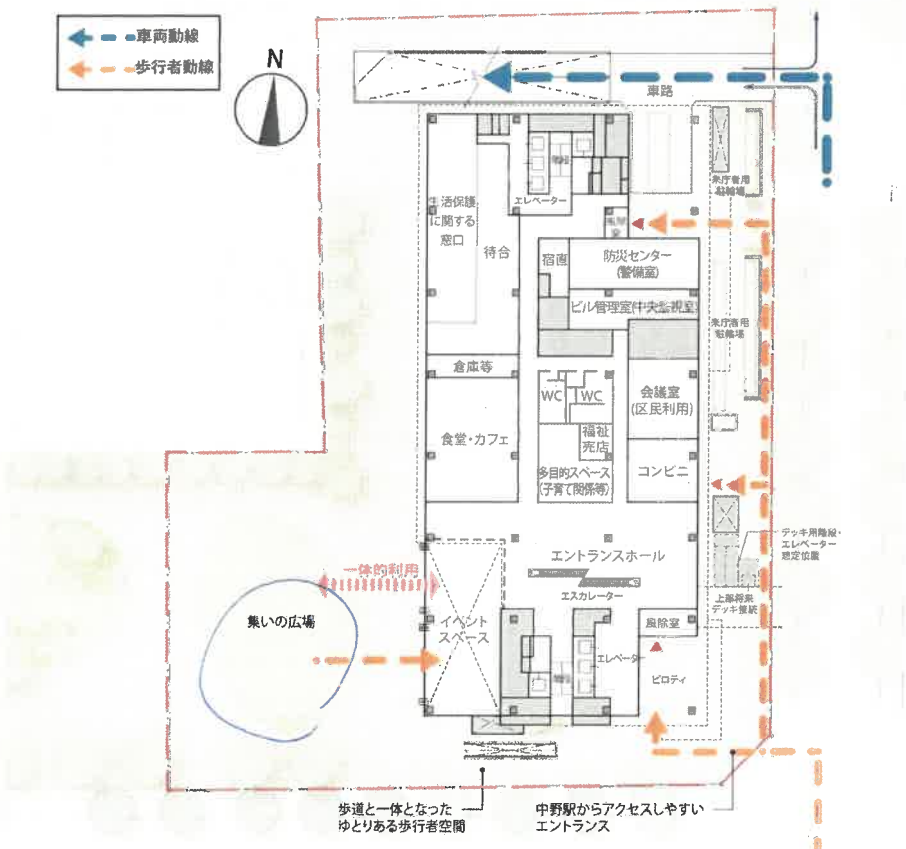 車両動線
歩行者動線
N
車路
来庁者用
駐輪場
生活保護
に関する
窓口
待合
エレベーター
宿直
防災センター
(警備室)
ビル管理室(中央監視室)
来庁者用
駐輪場
倉庫等
食堂・カフェ
WC
WC
福祉
売店
会議室
(区民利用)
多目的スペース
(子育て関係等)
コンビニ
エントランスホール
エスカレーター
デッキ用階段・
エレベーター
想定位置
上部将来
デッキ接続
一体的利用
集いの広場
イベント
スペース
風除室
エレベータ
ピロティ
歩道と一体となった
ゆとりある歩行者空間
中野駅からアクセスしやすい
エントランス